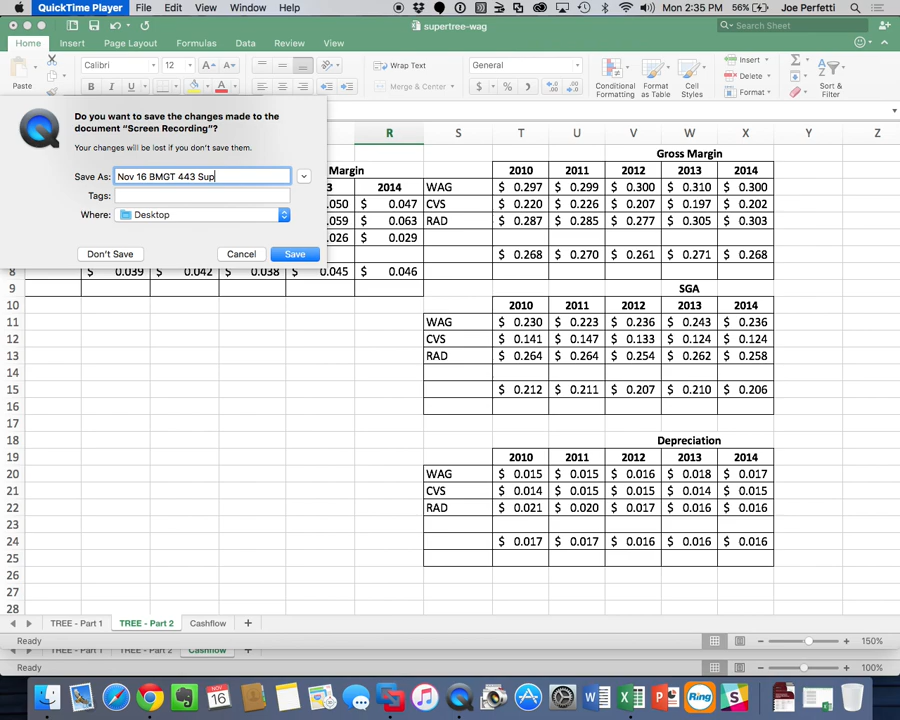 QuickTime Player File Edit View Window Help Mon 2:35 PM 56% Joe Perfetti
supertree-wag
Search Sheet
Home Insert Page Layout Formulas Data Review View
Calibri 12 A A Wrap Text General Insert Delete Format
Paste B I U Merge & Center $ % Conditional Formatting Format as Table Cell Styles Sort & Filter
Do you want to save the changes made to the
document “Screen Recording”?
Your changes will be lost if you don’t save them.
Save As: Nov 16 BMGT 443 Sup
Tags:
Where: Desktop
Don’t Save Cancel Save
R S T U V W X Y Z
Gross Margin
Margin 2010 2011 2012 2013 2014
3 2014 WAG $ 0.297 $ 0.299 $ 0.300 $ 0.310 $ 0.300
.050 $ 0.047 CVS $ 0.220 $ 0.226 $ 0.207 $ 0.197 $ 0.202
.059 $ 0.063 RAD $ 0.287 $ 0.285 $ 0.277 $ 0.305 $ 0.303
.026 $ 0.029
$ 0.268 $ 0.270 $ 0.261 $ 0.271 $ 0.268
8 $ 0.039 $ 0.042 $ 0.038 $ 0.045 $ 0.046
9 SGA
10 2010 2011 2012 2013 2014
11 WAG $ 0.230 $ 0.223 $ 0.236 $ 0.243 $ 0.236
12 CVS $ 0.141 $ 0.147 $ 0.133 $ 0.124 $ 0.124
13 RAD $ 0.264 $ 0.264 $ 0.254 $ 0.262 $ 0.258
14
15 $ 0.212 $ 0.211 $ 0.207 $ 0.210 $ 0.206
16
17
18 Depreciation
19 2010 2011 2012 2013 2014
20 WAG $ 0.015 $ 0.015 $ 0.016 $ 0.018 $ 0.017
21 CVS $ 0.014 $ 0.015 $ 0.015 $ 0.014 $ 0.015
22 RAD $ 0.021 $ 0.020 $ 0.017 $ 0.016 $ 0.016
23
24 $ 0.017 $ 0.017 $ 0.016 $ 0.016 $ 0.016
25
26
27
28
TREE - Part 1 TREE - Part 2 Cashflow +
Ready 150%
TREE - Part 1 TREE - Part 2 Cashflow
Ready 100%
NOV 16 Ring